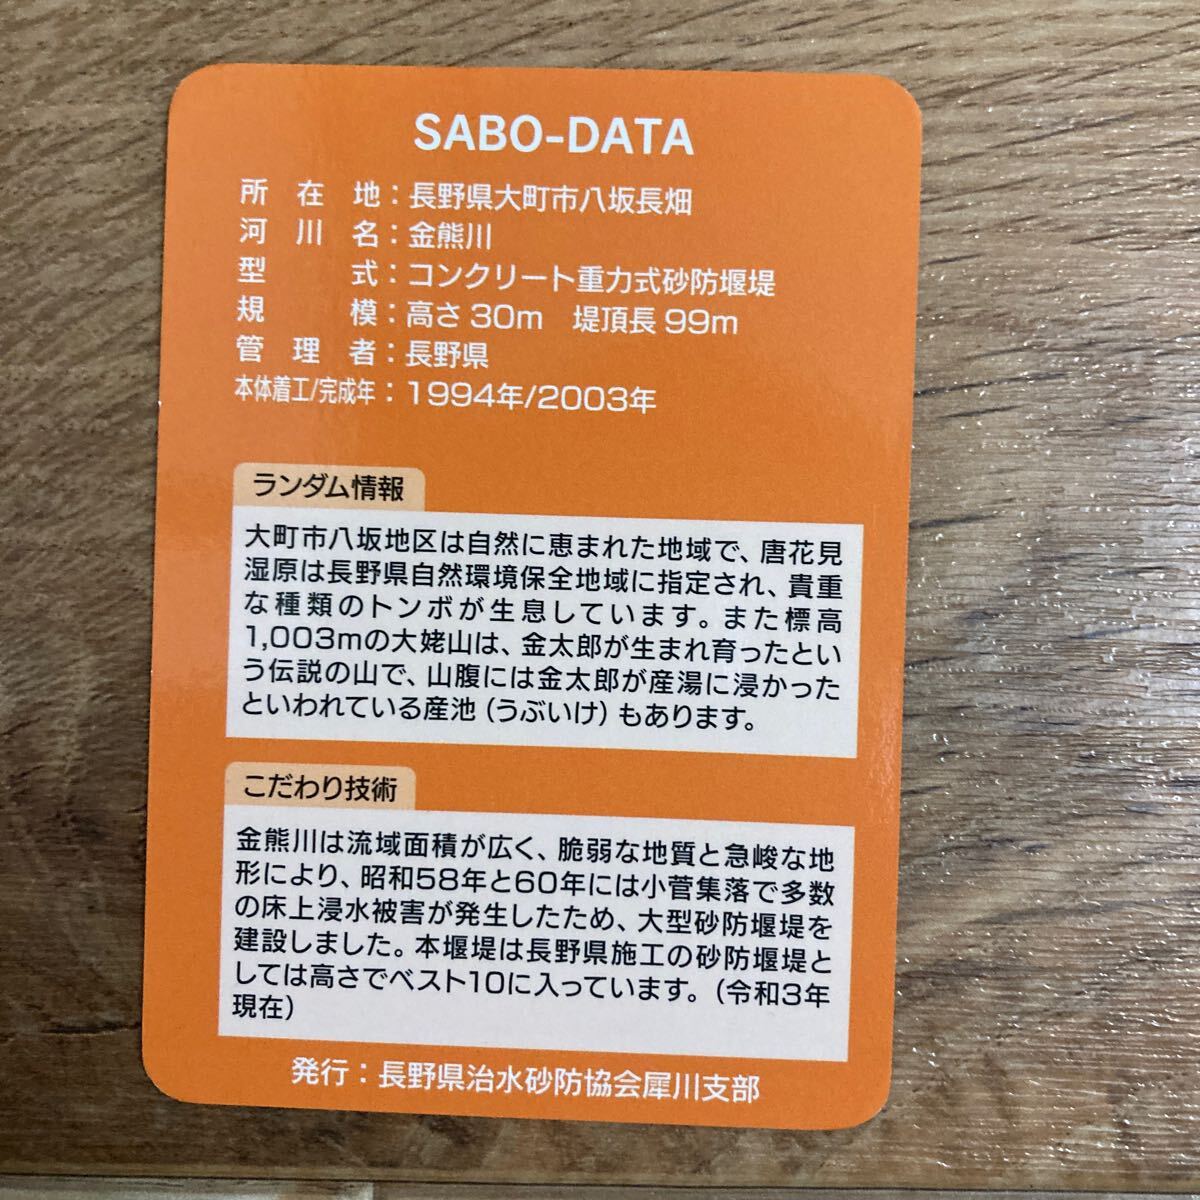 SABO-DATA
所在地：長野県大町市八坂長畑
河川名：金熊川
型式：コンクリート重力式砂防堰堤
規模：高さ30m 堤頂長99m
管理者：長野県
本体着工/完成年：1994年/2003年
ランダム情報
大町市八坂地区は自然に恵まれた地域で、唐花見
湿原は長野県自然環境保全地域に指定され、貴重
な種類のトンボが生息しています。また標高
1,003mの大姥山は、金太郎が生まれ育ったとい
う伝説の山で、山腹には金太郎が産湯に浸かった
といわれている産池（うぶいけ）もあります。
こだわり技術
金熊川は流域面積が広く、脆弱な地質と急峻な地
形により、昭和58年と60年には小菅集落で多数
の床上浸水被害が発生したため、大型砂防堰堤を
建設しました。本堰堤は長野県施工の砂防堰堤と
しては高さでベスト10に入っています。（令和3年
現在）
発行：長野県治水砂防協会犀川支部